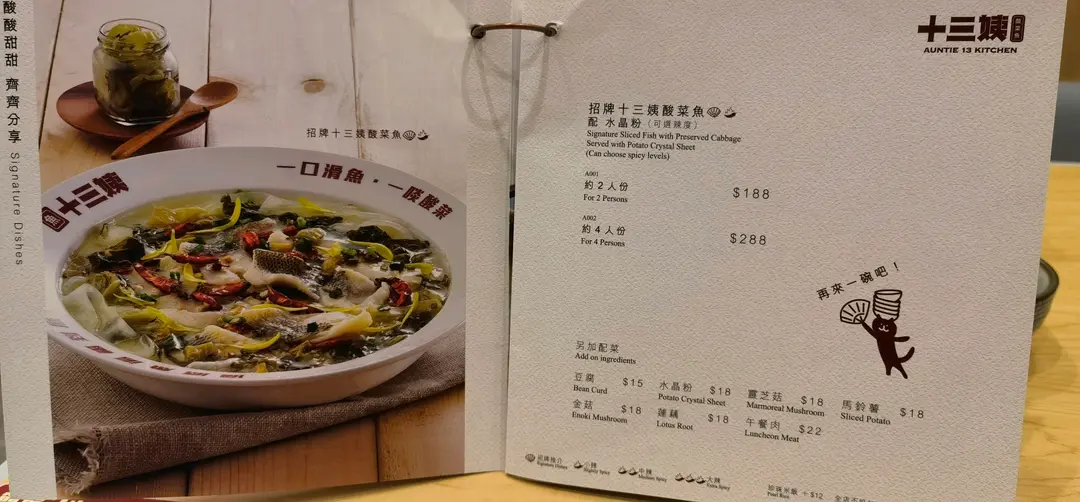 酸酸甜甜 齊齊分享 Signature Dishes
招牌十三姨酸菜魚
十三姨
一口滑魚，一啖酸菜
十三姨
AUNTIE 13 KITCHEN
招牌十三姨酸菜魚
配 水晶粉（可選辣度）
Signature Sliced Fish with Preserved Cabbage
Served with Potato Crystal Sheet
(Can choose spicy levels)
A001
約 2 人份 $188
For 2 Persons
A002
約 4 人份 $288
For 4 Persons
再來一碗吧！
另加配菜
Add on ingredients
豆腐 $15 水晶粉 $18 靈芝菇 $18 馬鈴薯 $18
Bean Curd Potato Crystal Sheet Marmoreal Mushroom Sliced Potato
金菇 $18 蓮藕 $18 午餐肉 $22
Enoki Mushroom Lotus Root Luncheon Meat
招牌推介 小辣 中辣 大辣
Signature Dishes Slightly Spicy Medium Spicy Extra Spicy
珍珠米飯 + $12
Pearl Rice